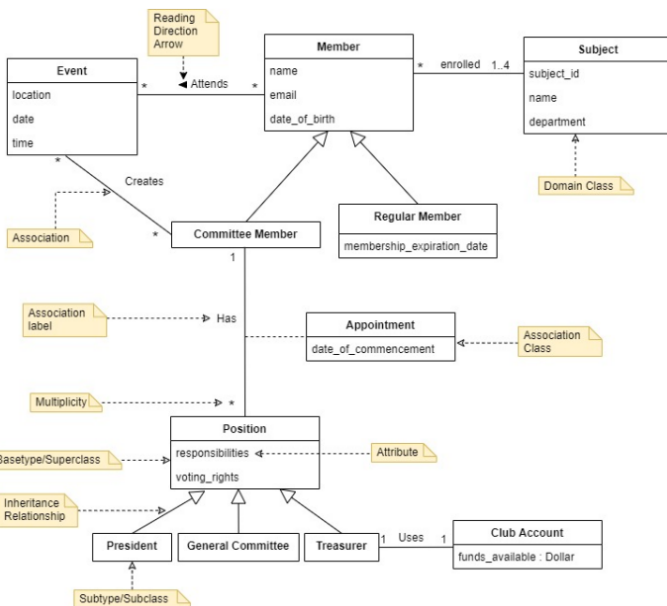 Reading
Direction
Arrow
Member
name
email
date_of_birth
Subject
subject_id
name
department
* enrolled 1..4
Event
location
date
time
* Attends *
*
Creates
*
Domain Class
Association
Committee Member
1
Regular Member
membership_expiration_date
Association
label
Has
Appointment
date_of_commencement
Association
Class
Multiplicity
*
Position
responsibilities
voting_rights
Basetype/Superclass
Attribute
Inheritance
Relationship
President
General Committee
Treasurer
1 Uses 1
Club Account
funds_available : Dollar
Subtype/Subclass